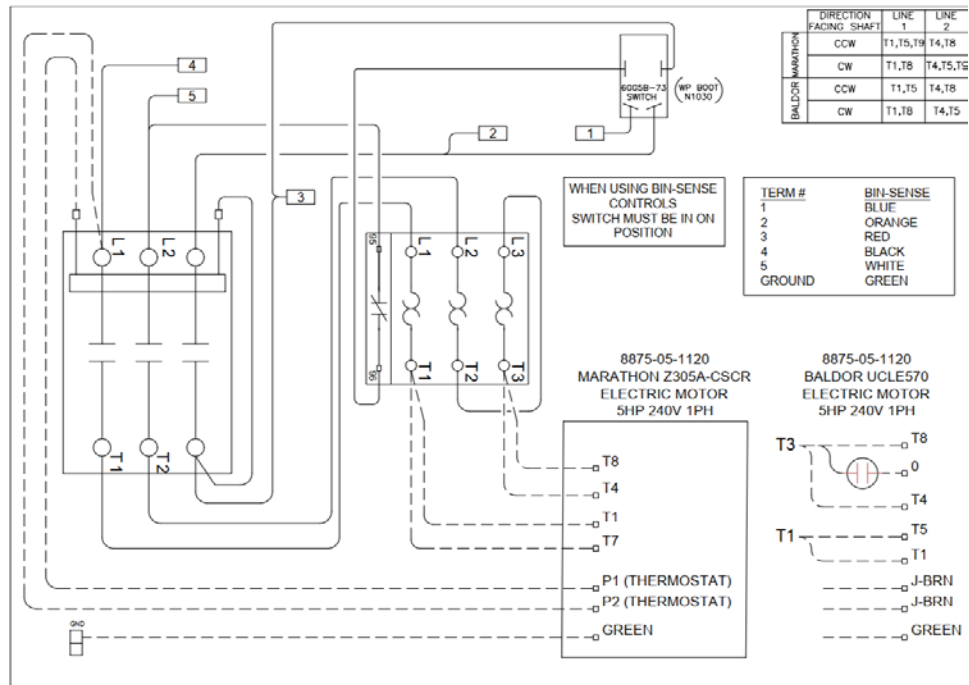 DIRECTION FACING SHAFT LINE 1 LINE 2
MARATHON
CCW T1,T5,T9 T4,T8
CW T1,T8 T4,T5,T9
BALDOR
CCW T1,T5 T4,T8
CW T1,T8 T4,T5
4
5
6005B-73
SWITCH
(WP BOOT
N1030)
2
1
3
WHEN USING BIN-SENSE
CONTROLS
SWITCH MUST BE IN ON
POSITION
TERM # BIN-SENSE
1 BLUE
2 ORANGE
3 RED
4 BLACK
5 WHITE
GROUND GREEN
L1 L2
95 L1 L2 L3
96 T1 T2 T3
T1 T2
8875-05-1120
MARATHON Z305A-CSCR
ELECTRIC MOTOR
5HP 240V 1PH
T8
T4
T1
T7
P1 (THERMOSTAT)
P2 (THERMOSTAT)
GREEN
8875-05-1120
BALDOR UCLE570
ELECTRIC MOTOR
5HP 240V 1PH
T3 T8
0
T4
T1 T5
T1
J-BRN
J-BRN
GREEN
GND